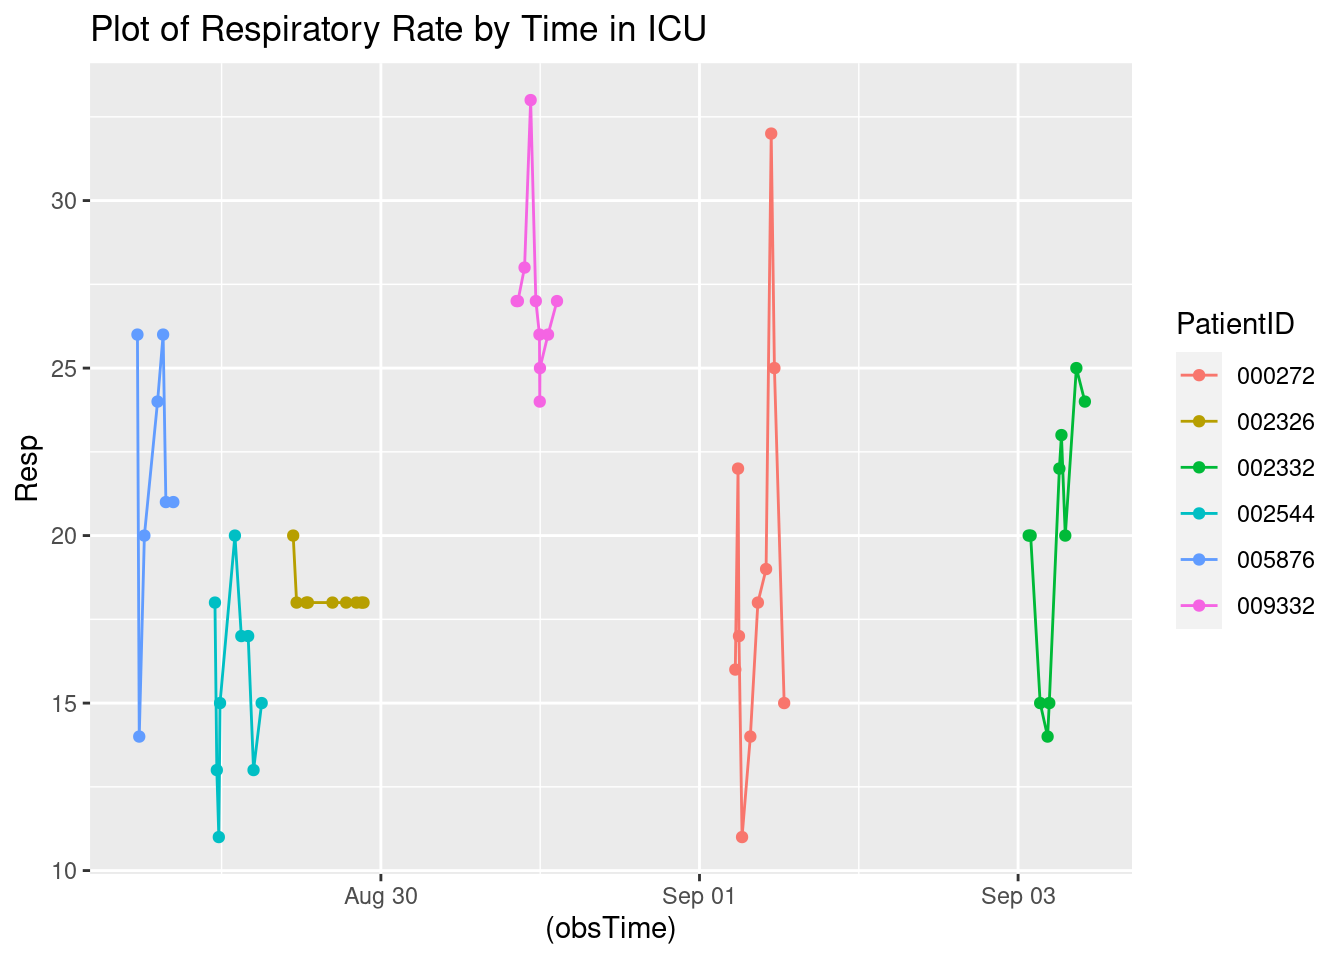 Plot of Respiratory Rate by Time in ICU
Resp
30
25
20
15
10
Aug 30
Sep 01
Sep 03
(obsTime)
PatientID
000272
002326
002332
002544
005876
009332